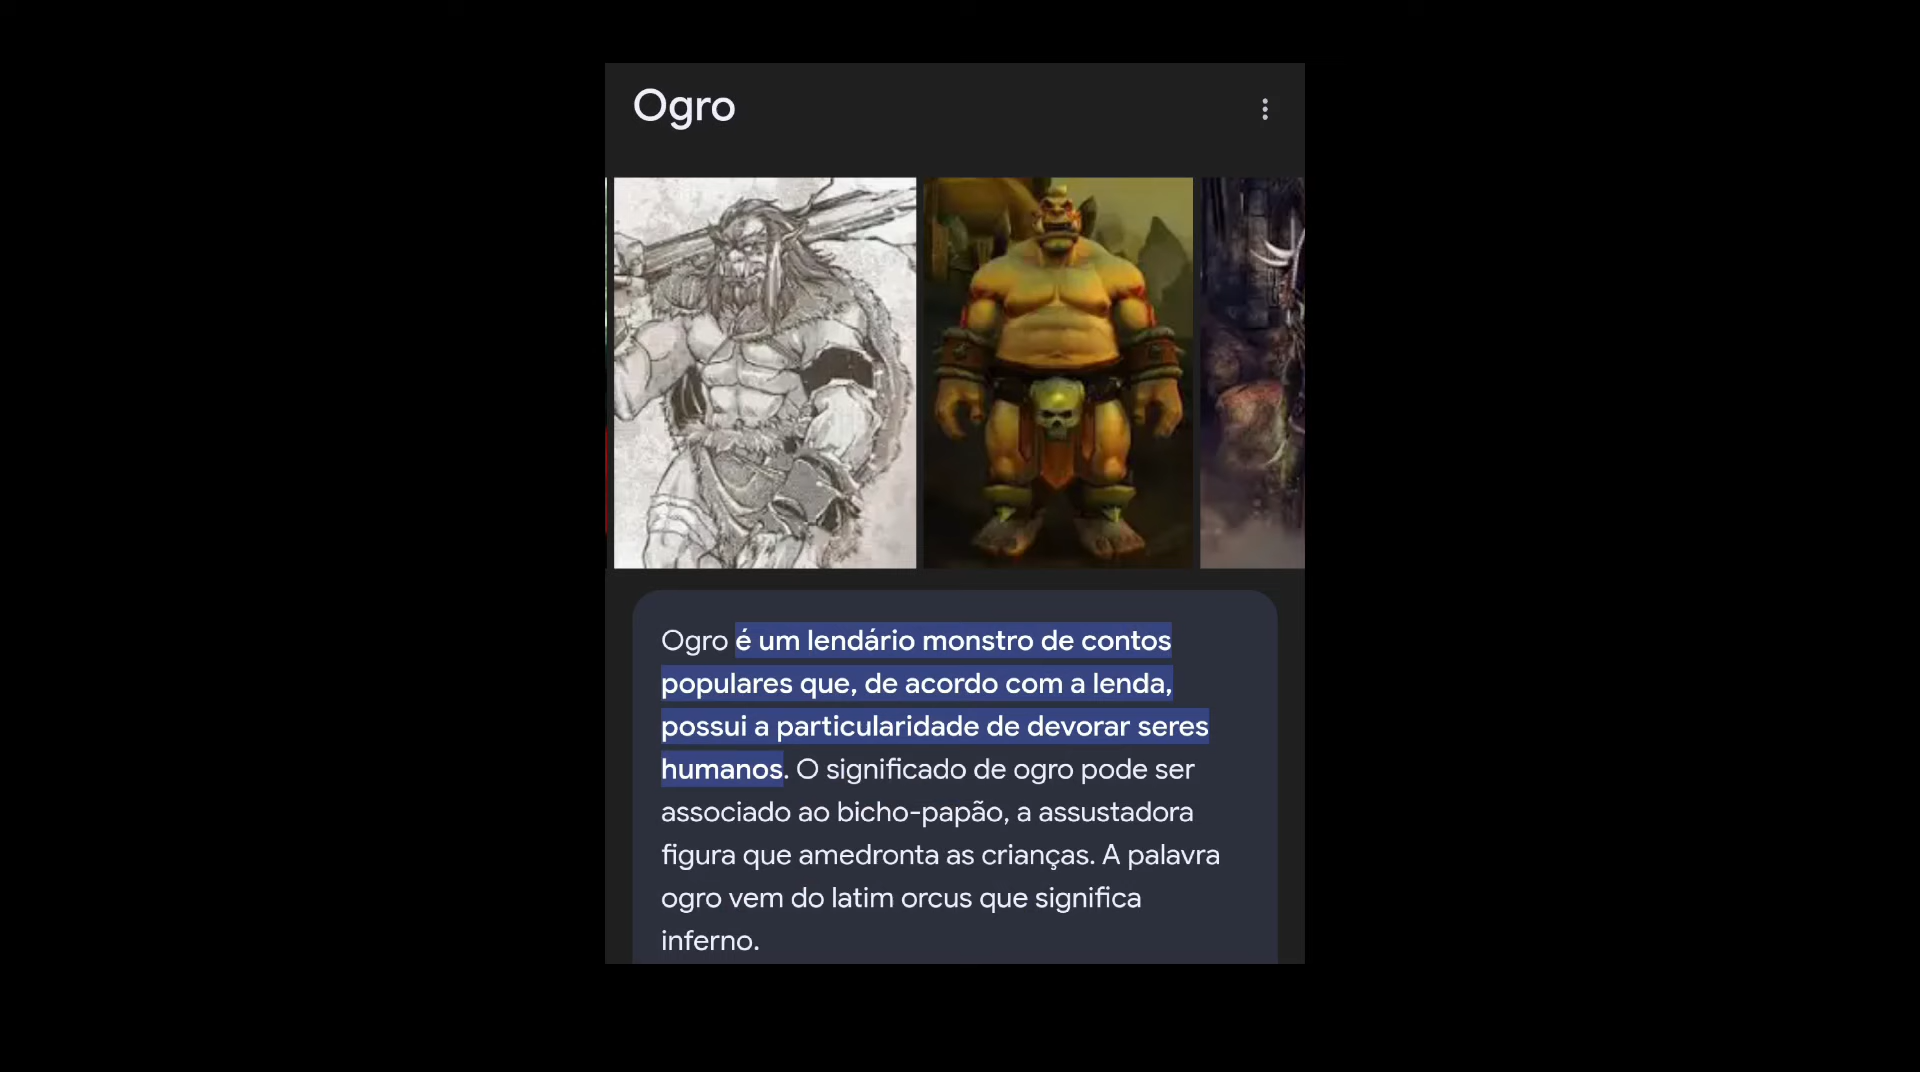 Ogro
Ogro é um lendário monstro de contos
populares que, de acordo com a lenda,
possui a particularidade de devorar seres
humanos. O significado de ogro pode ser
associado ao bicho-papão, a assustadora
figura que amedronta as crianças. A palavra
ogro vem do latim orcus que significa
inferno.